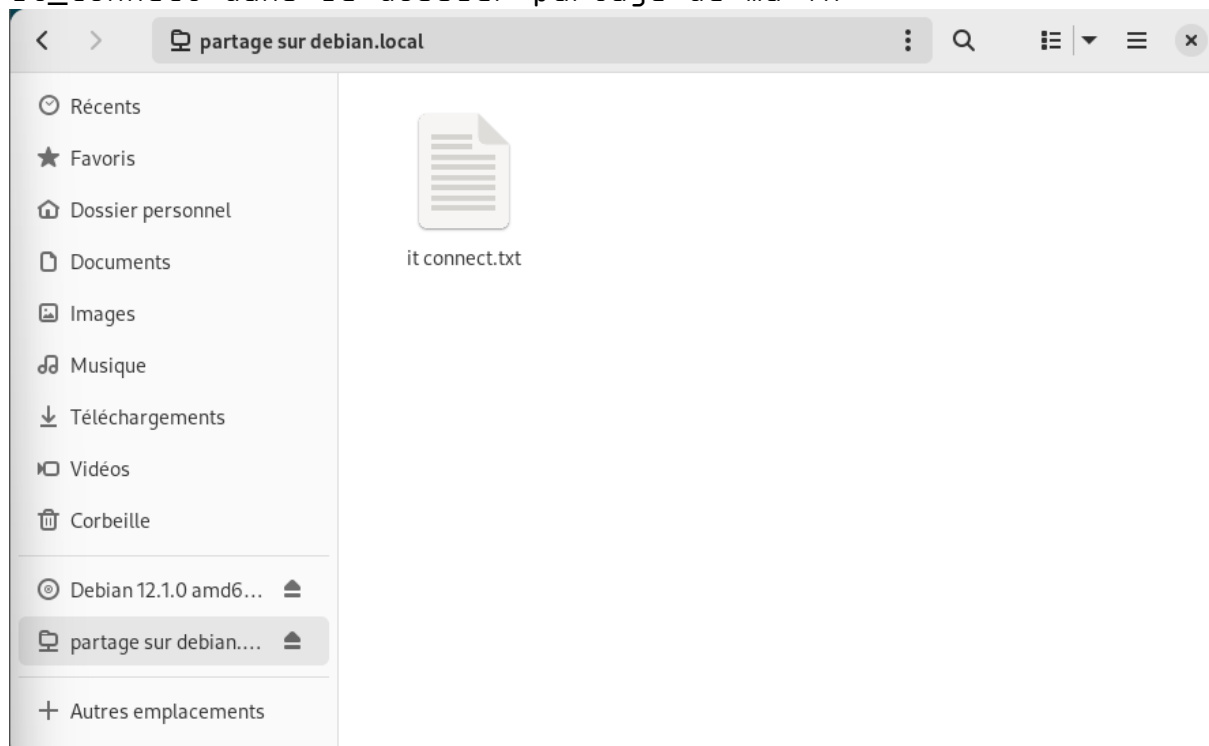 partage sur debian.local
Récents
Favoris
Dossier personnel
Documents
Images
Musique
Téléchargements
Vidéos
Corbeille
Debian 12.1.0 amd6...
partage sur debian....
Autres emplacements
it connect.txt